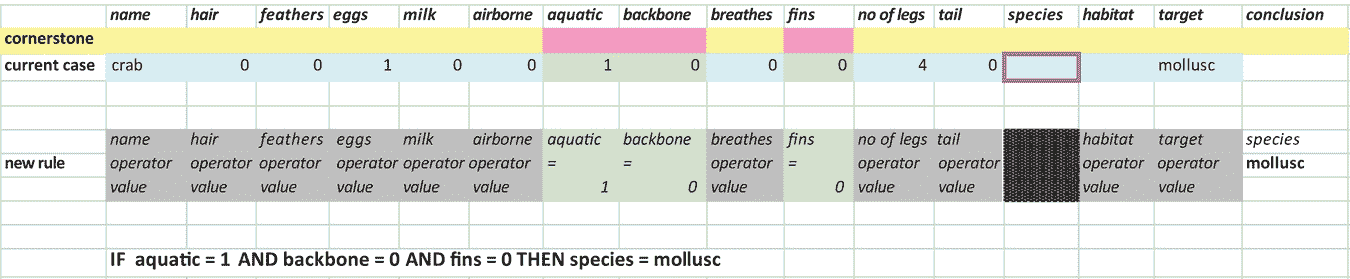 name hair feathers eggs milk airborne aquatic backbone breathes fins no of legs tail species habitat target conclusion
cornerstone
current case crab 0 0 1 0 0 1 0 0 0 4 0 mollusc
name hair feathers eggs milk airborne aquatic backbone breathes fins no of legs tail habitat target species
new rule operator operator operator operator operator operator = = operator = operator operator operator operator mollusc
value value value value value value 1 0 value 0 value value value value
IF aquatic = 1 AND backbone = 0 AND fins = 0 THEN species = mollusc